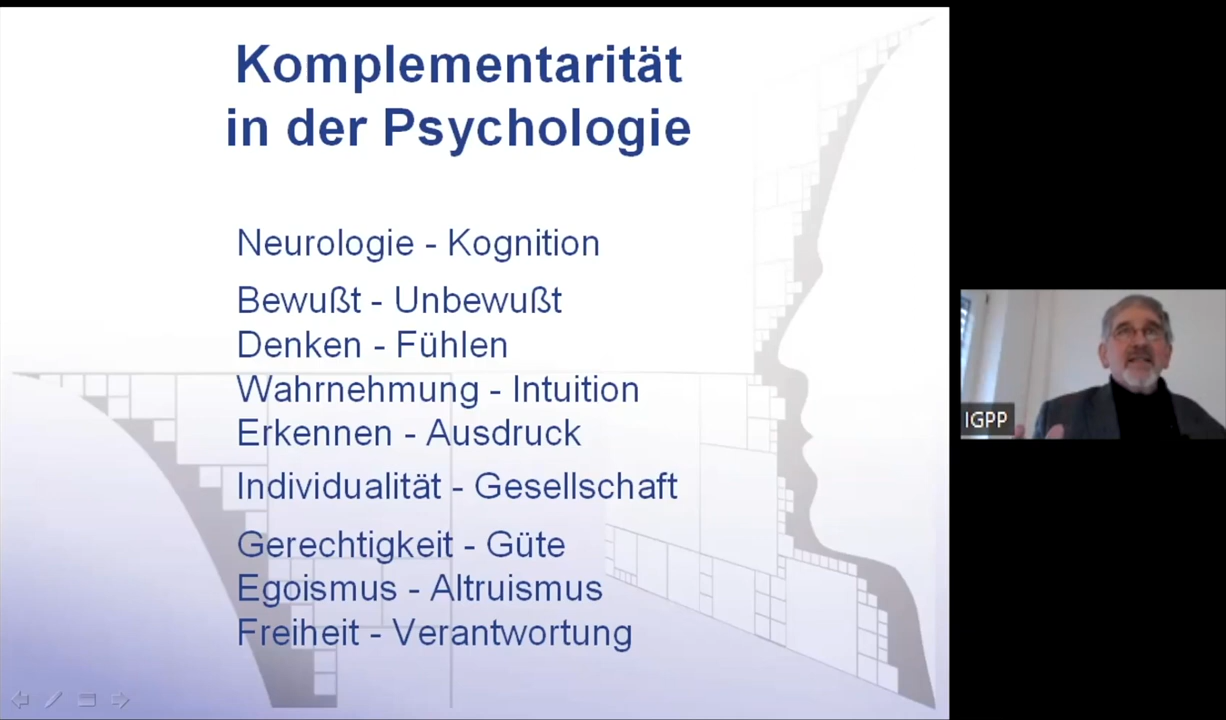 Komplementarität
in der Psychologie
Neurologie - Kognition
Bewußt - Unbewußt
Denken - Fühlen
Wahrnehmung - Intuition
Erkennen - Ausdruck
Individualität - Gesellschaft
Gerechtigkeit - Güte
Egoismus - Altruismus
Freiheit - Verantwortung
IGPP